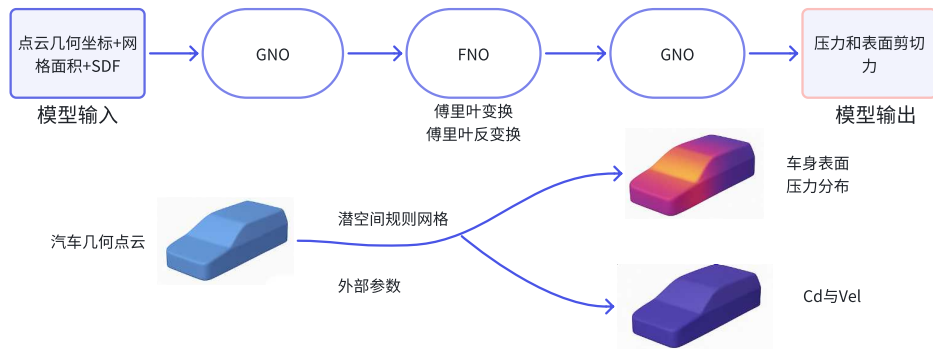 点云几何坐标+网
格面积+SDF
GNO
FNO
GNO
压力和表面剪切
力
模型输入
傅里叶变换
傅里叶反变换
模型输出
车身表面
压力分布
潜空间规则网格
汽车几何点云
外部参数
Cd与Vel